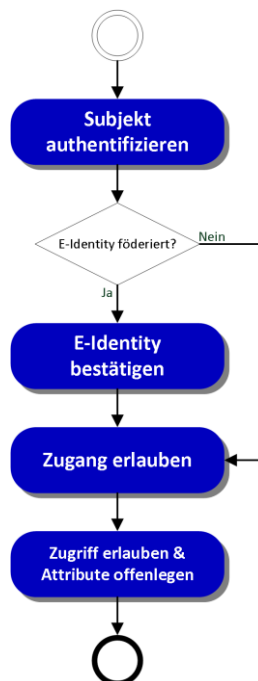 Subjekt
authentifizieren
E-Identity föderiert?
Nein
Ja
E-Identity
bestätigen
Zugang erlauben
Zugriff erlauben &
Attribute offenlegen